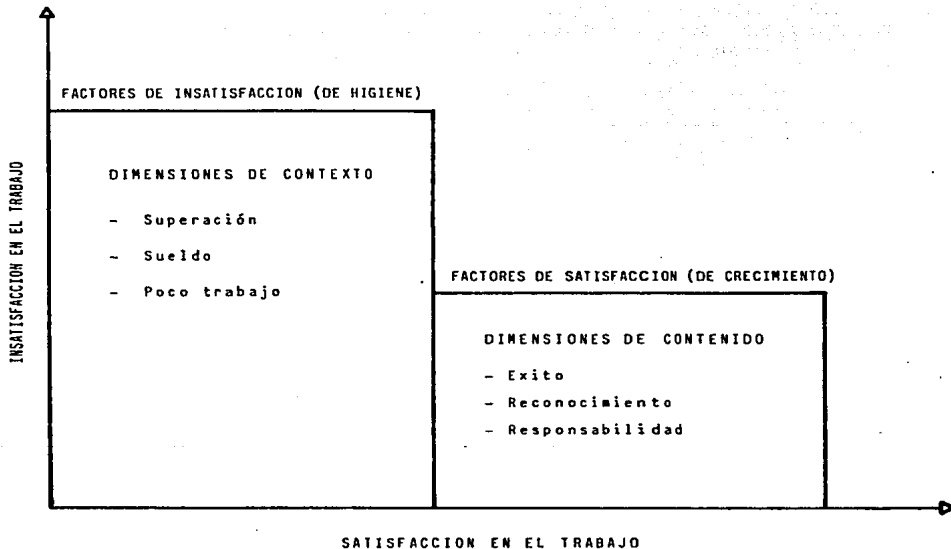 FACTORES DE INSATISFACCION (DE HIGIENE)
DIMENSIONES DE CONTEXTO
- Superación
- Sueldo
- Poco trabajo
INSATISFACCION EN EL TRABAJO
FACTORES DE SATISFACCION (DE CRECIMIENTO)
DIMENSIONES DE CONTENIDO
- Exito
- Reconocimiento
- Responsabilidad
SATISFACCION EN EL TRABAJO